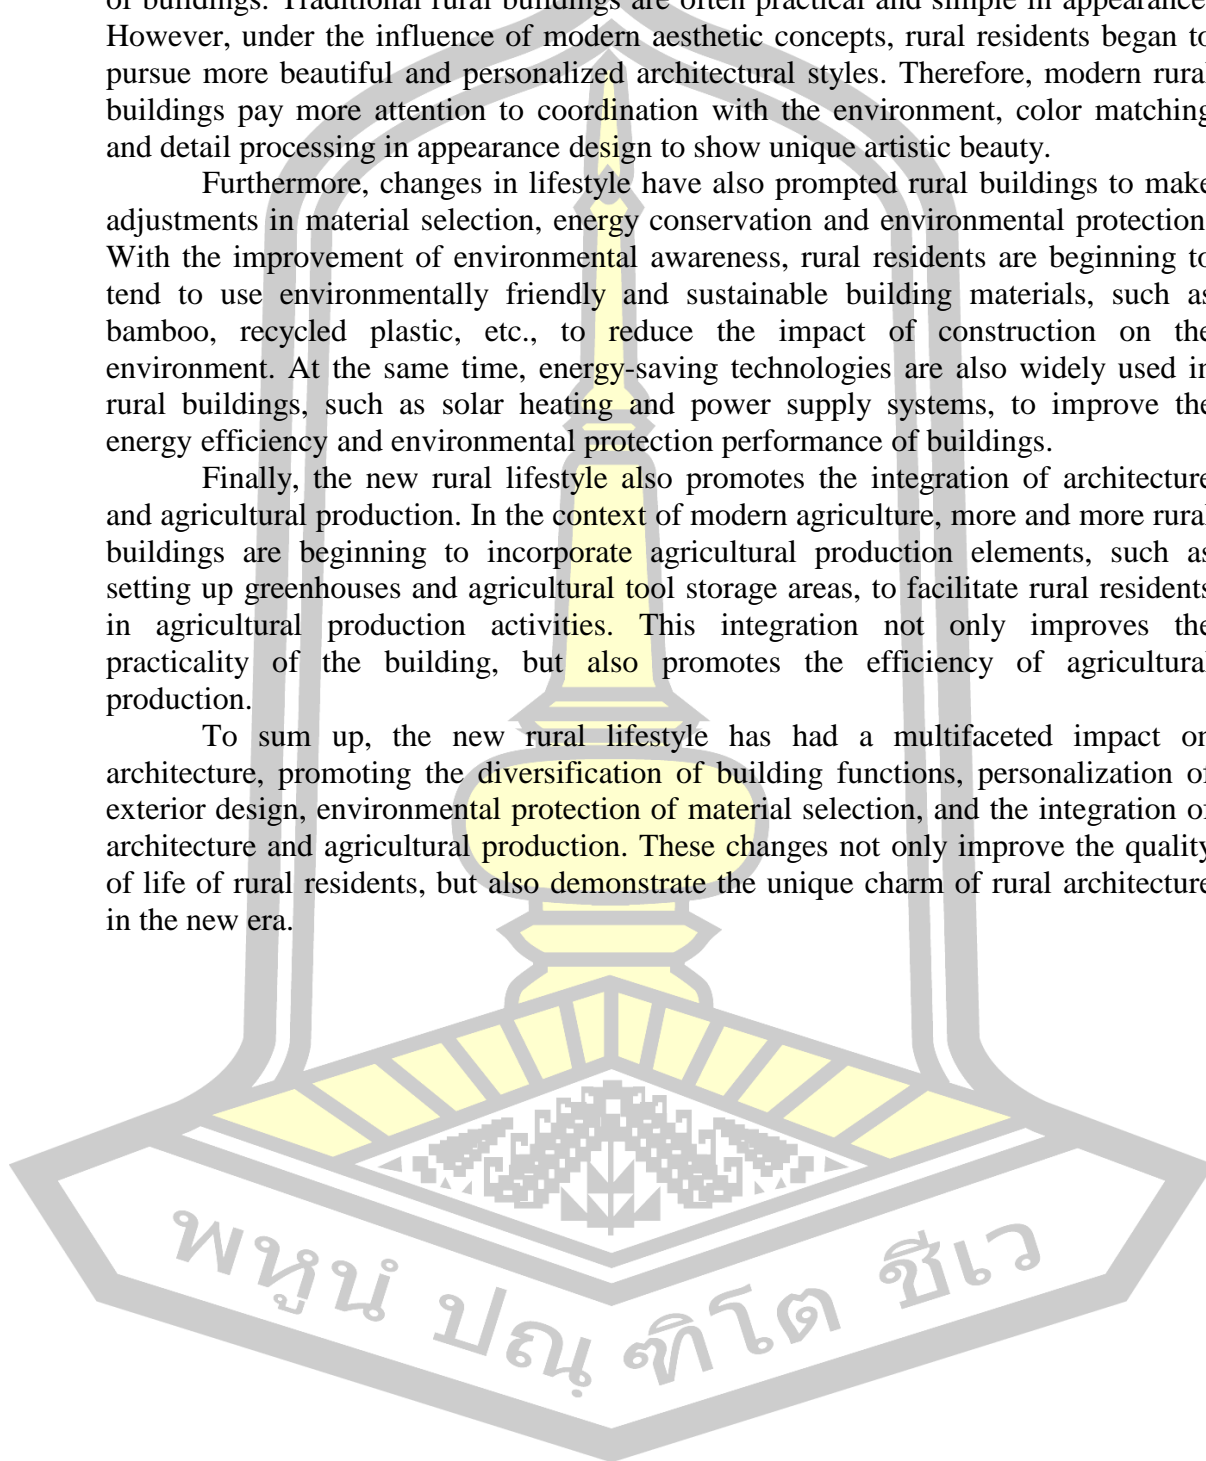 of buildings. Traditional rural buildings are often practical and simple in appearance.
However, under the influence of modern aesthetic concepts, rural residents began to
pursue more beautiful and personalized architectural styles. Therefore, modern rural
buildings pay more attention to coordination with the environment, color matching
and detail processing in appearance design to show unique artistic beauty.
Furthermore, changes in lifestyle have also prompted rural buildings to make
adjustments in material selection, energy conservation and environmental protection.
With the improvement of environmental awareness, rural residents are beginning to
tend to use environmentally friendly and sustainable building materials, such as
bamboo, recycled plastic, etc., to reduce the impact of construction on the
environment. At the same time, energy-saving technologies are also widely used in
rural buildings, such as solar heating and power supply systems, to improve the
energy efficiency and environmental protection performance of buildings.
Finally, the new rural lifestyle also promotes the integration of architecture
and agricultural production. In the context of modern agriculture, more and more rural
buildings are beginning to incorporate agricultural production elements, such as
setting up greenhouses and agricultural tool storage areas, to facilitate rural residents
in agricultural production activities. This integration not only improves the
practicality of the building, but also promotes the efficiency of agricultural
production.
To sum up, the new rural lifestyle has had a multifaceted impact on
architecture, promoting the diversification of building functions, personalization of
exterior design, environmental protection of material selection, and the integration of
architecture and agricultural production. These changes not only improve the quality
of life of rural residents, but also demonstrate the unique charm of rural architecture
in the new era.
พหูนํ ปณฺฑิโต ชีเว